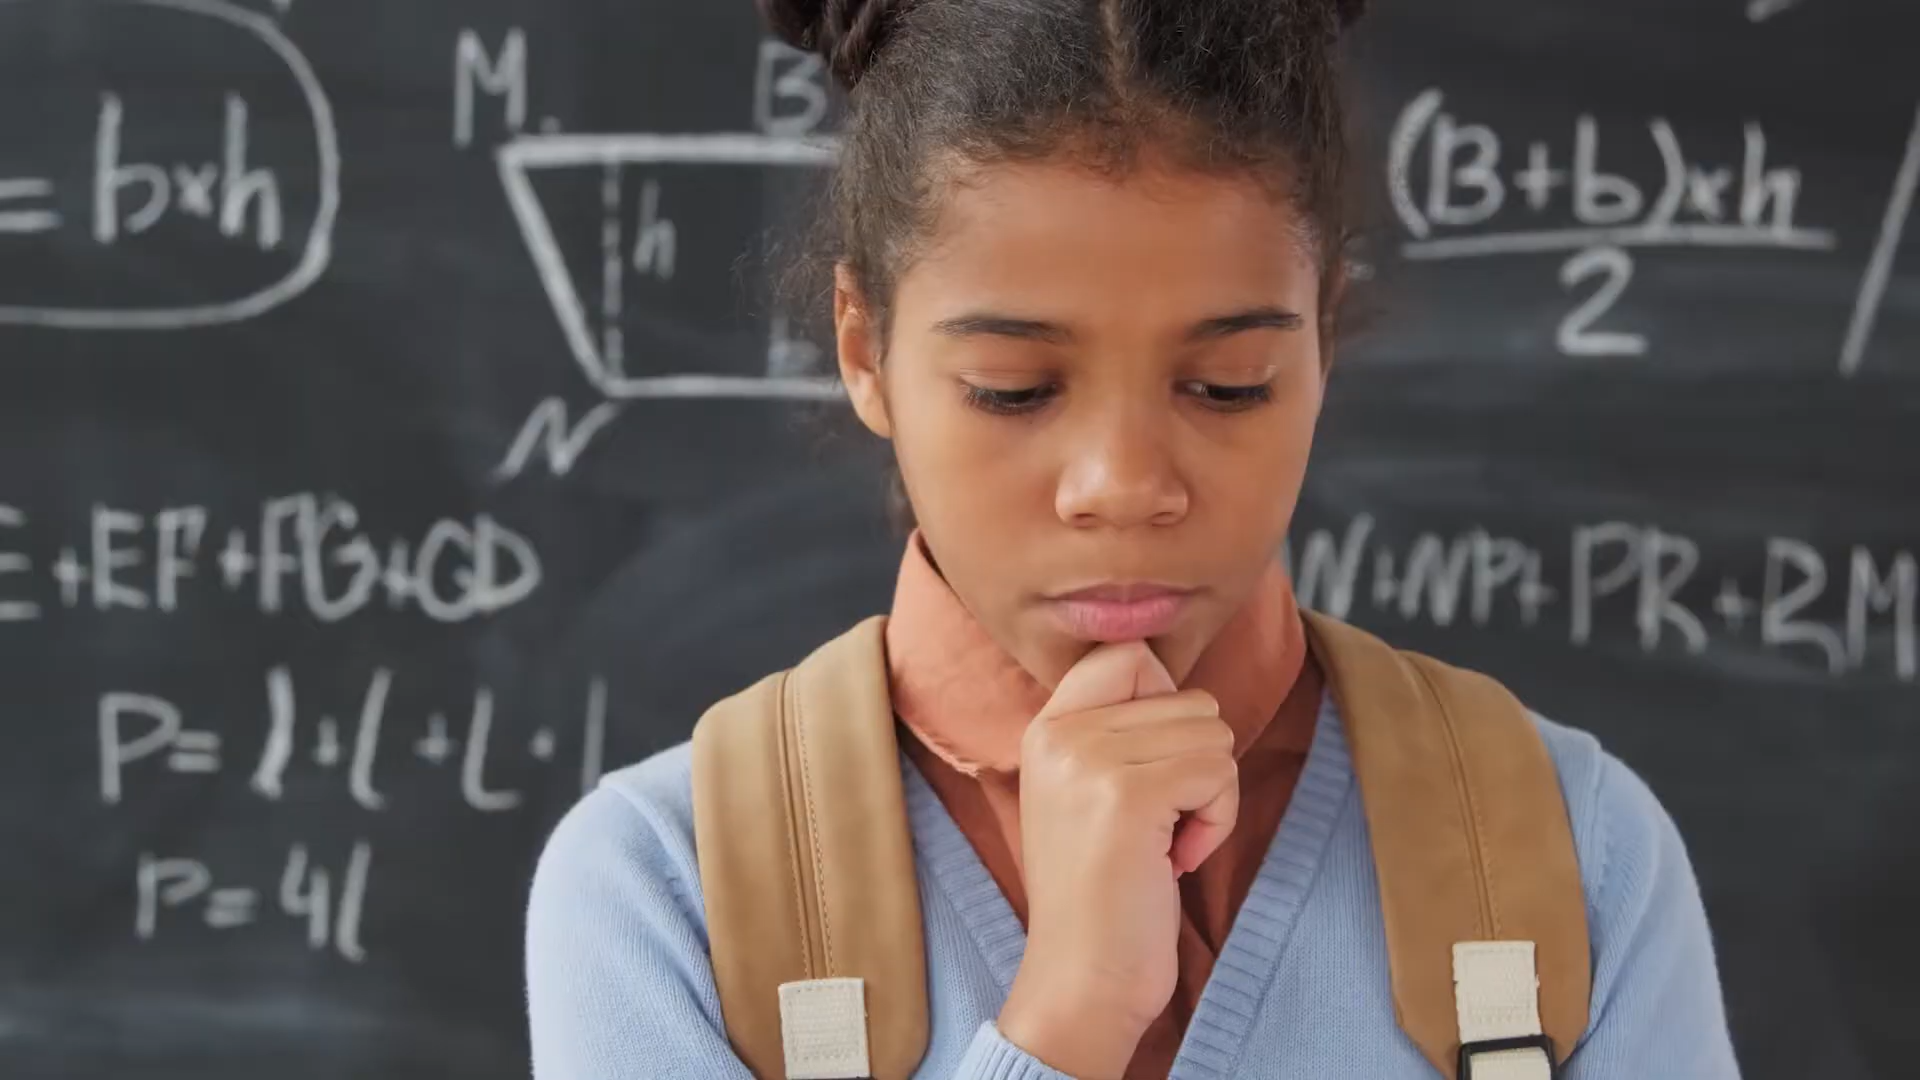 = b×h
M B
h
b
N
(B+b)×h
2
E+EF+FG+GD
N+NP+PR+RM
P= l+l+l+l
P=4l